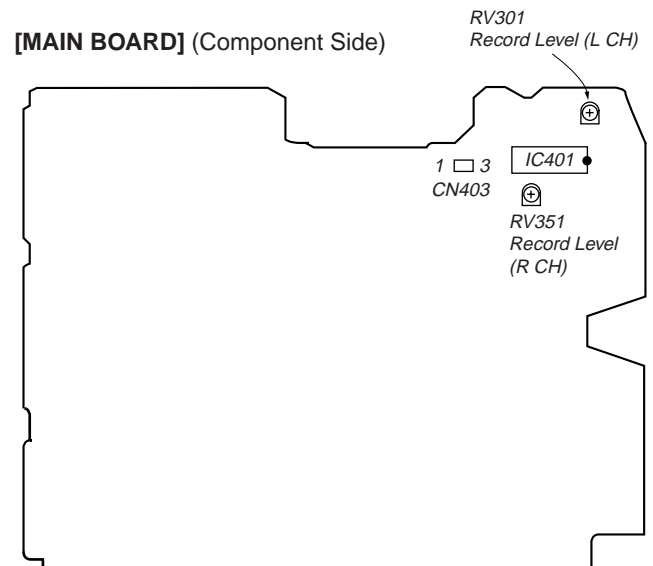 RV301
Record Level (L CH)
[MAIN BOARD] (Component Side)
1 3
IC401
CN403
RV351
Record Level
(R CH)